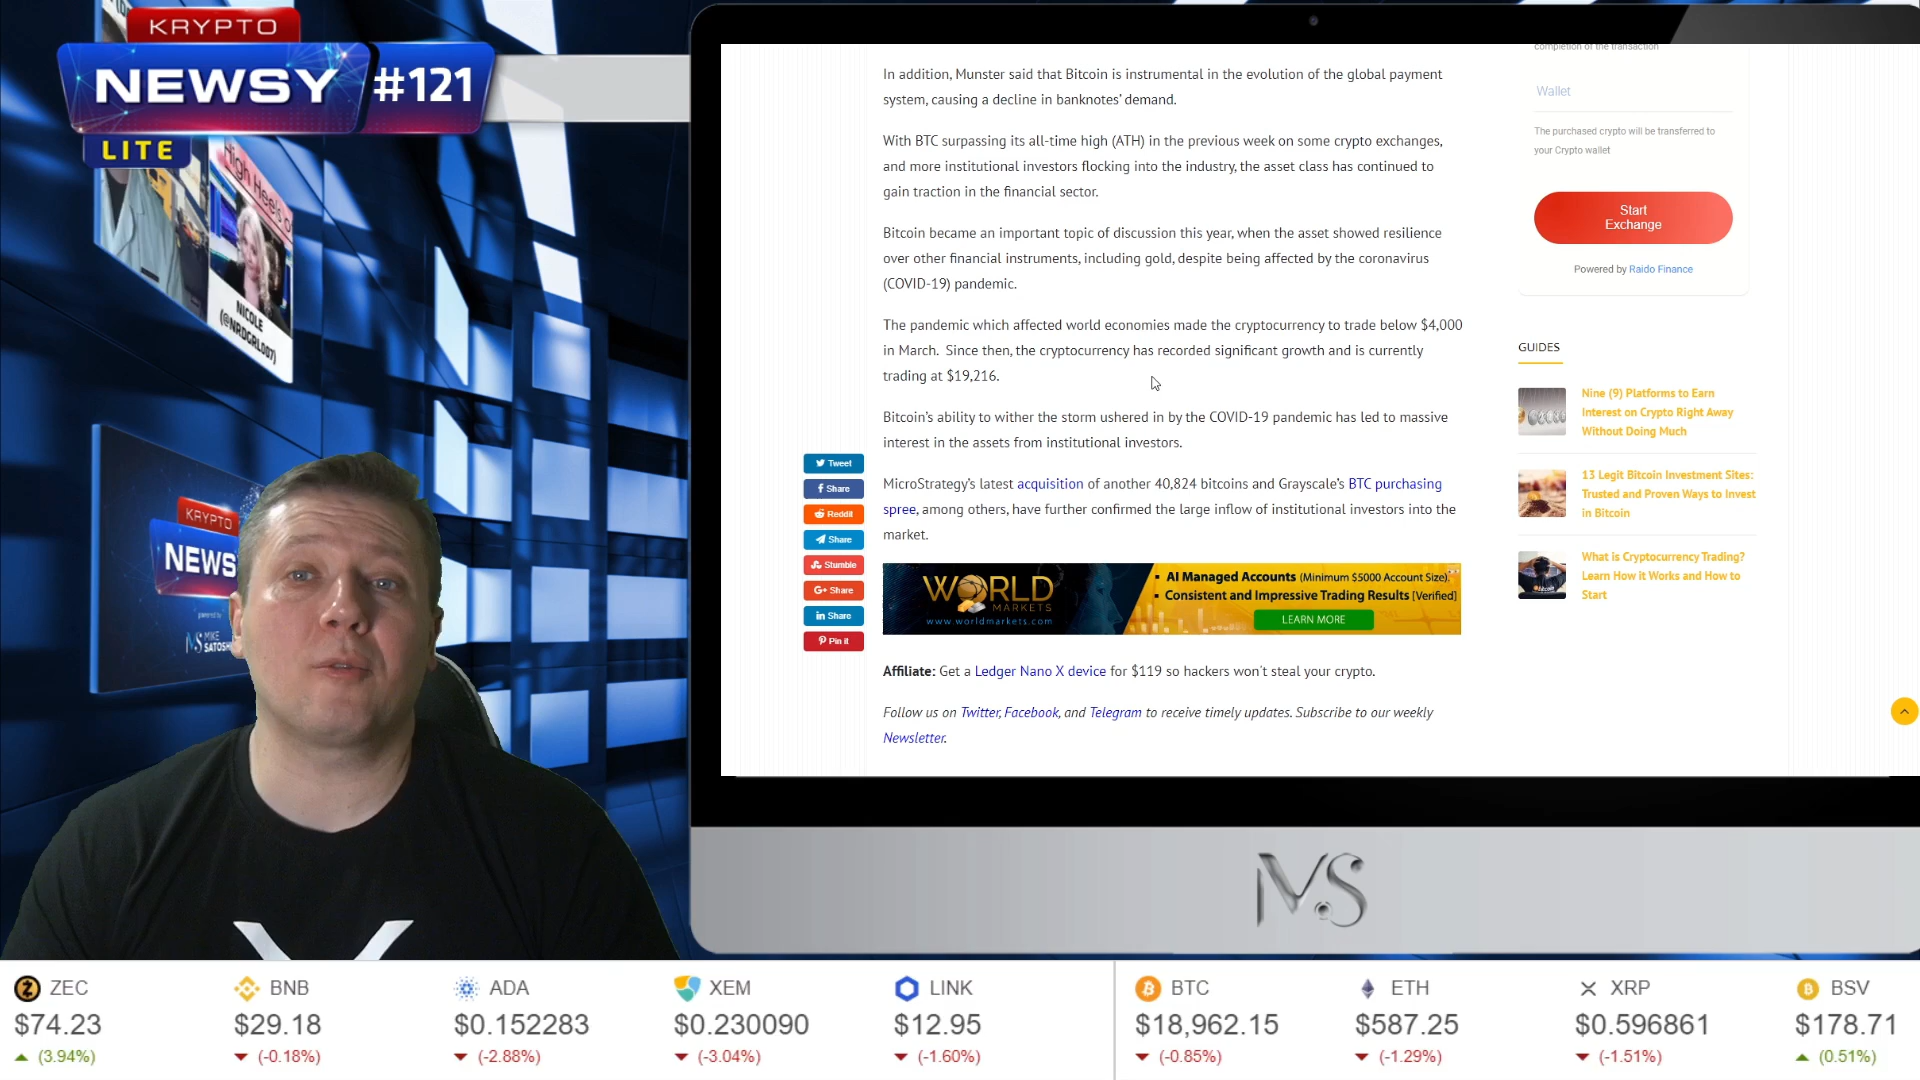 KRYPTO
NEWSY #121
LITE
High Heels
NICOLE
(@NRDGRL007)
KRYPTO
NEWS
powered by
MIKE
SATOSHI
completion of the transaction
Wallet
The purchased crypto will be transferred to
your Crypto wallet
Start
Exchange
Powered by Raido Finance
In addition, Munster said that Bitcoin is instrumental in the evolution of the global payment
system, causing a decline in banknotes’ demand.
With BTC surpassing its all-time high (ATH) in the previous week on some crypto exchanges,
and more institutional investors flocking into the industry, the asset class has continued to
gain traction in the financial sector.
Bitcoin became an important topic of discussion this year, when the asset showed resilience
over other financial instruments, including gold, despite being affected by the coronavirus
(COVID-19) pandemic.
The pandemic which affected world economies made the cryptocurrency to trade below $4,000
in March.  Since then, the cryptocurrency has recorded significant growth and is currently
trading at $19,216.
Bitcoin’s ability to wither the storm ushered in by the COVID-19 pandemic has led to massive
interest in the assets from institutional investors.
MicroStrategy’s latest acquisition of another 40,824 bitcoins and Grayscale’s BTC purchasing
spree, among others, have further confirmed the large inflow of institutional investors into the
market.
Tweet
Share
Reddit
Share
Stumble
G+ Share
in Share
Pin it
WORLD
MARKETS
www.worldmarkets.com
AI Managed Accounts (Minimum $5000 Account Size).
Consistent and Impressive Trading Results [Verified]
LEARN MORE
Affiliate: Get a Ledger Nano X device for $119 so hackers won't steal your crypto.
Follow us on Twitter, Facebook, and Telegram to receive timely updates. Subscribe to our weekly
Newsletter.
GUIDES
Nine (9) Platforms to Earn
Interest on Crypto Right Away
Without Doing Much
13 Legit Bitcoin Investment Sites:
Trusted and Proven Ways to Invest
in Bitcoin
What is Cryptocurrency Trading?
Learn How it Works and How to
Start
MS
ZEC BNB ADA XEM LINK BTC ETH XRP BSV
$74.23 $29.18 $0.152283 $0.230090 $12.95 $18,962.15 $587.25 $0.596861 $178.71
(3.94%) (-0.18%) (-2.88%) (-3.04%) (-1.60%) (-0.85%) (-1.29%) (-1.51%) (0.51%)